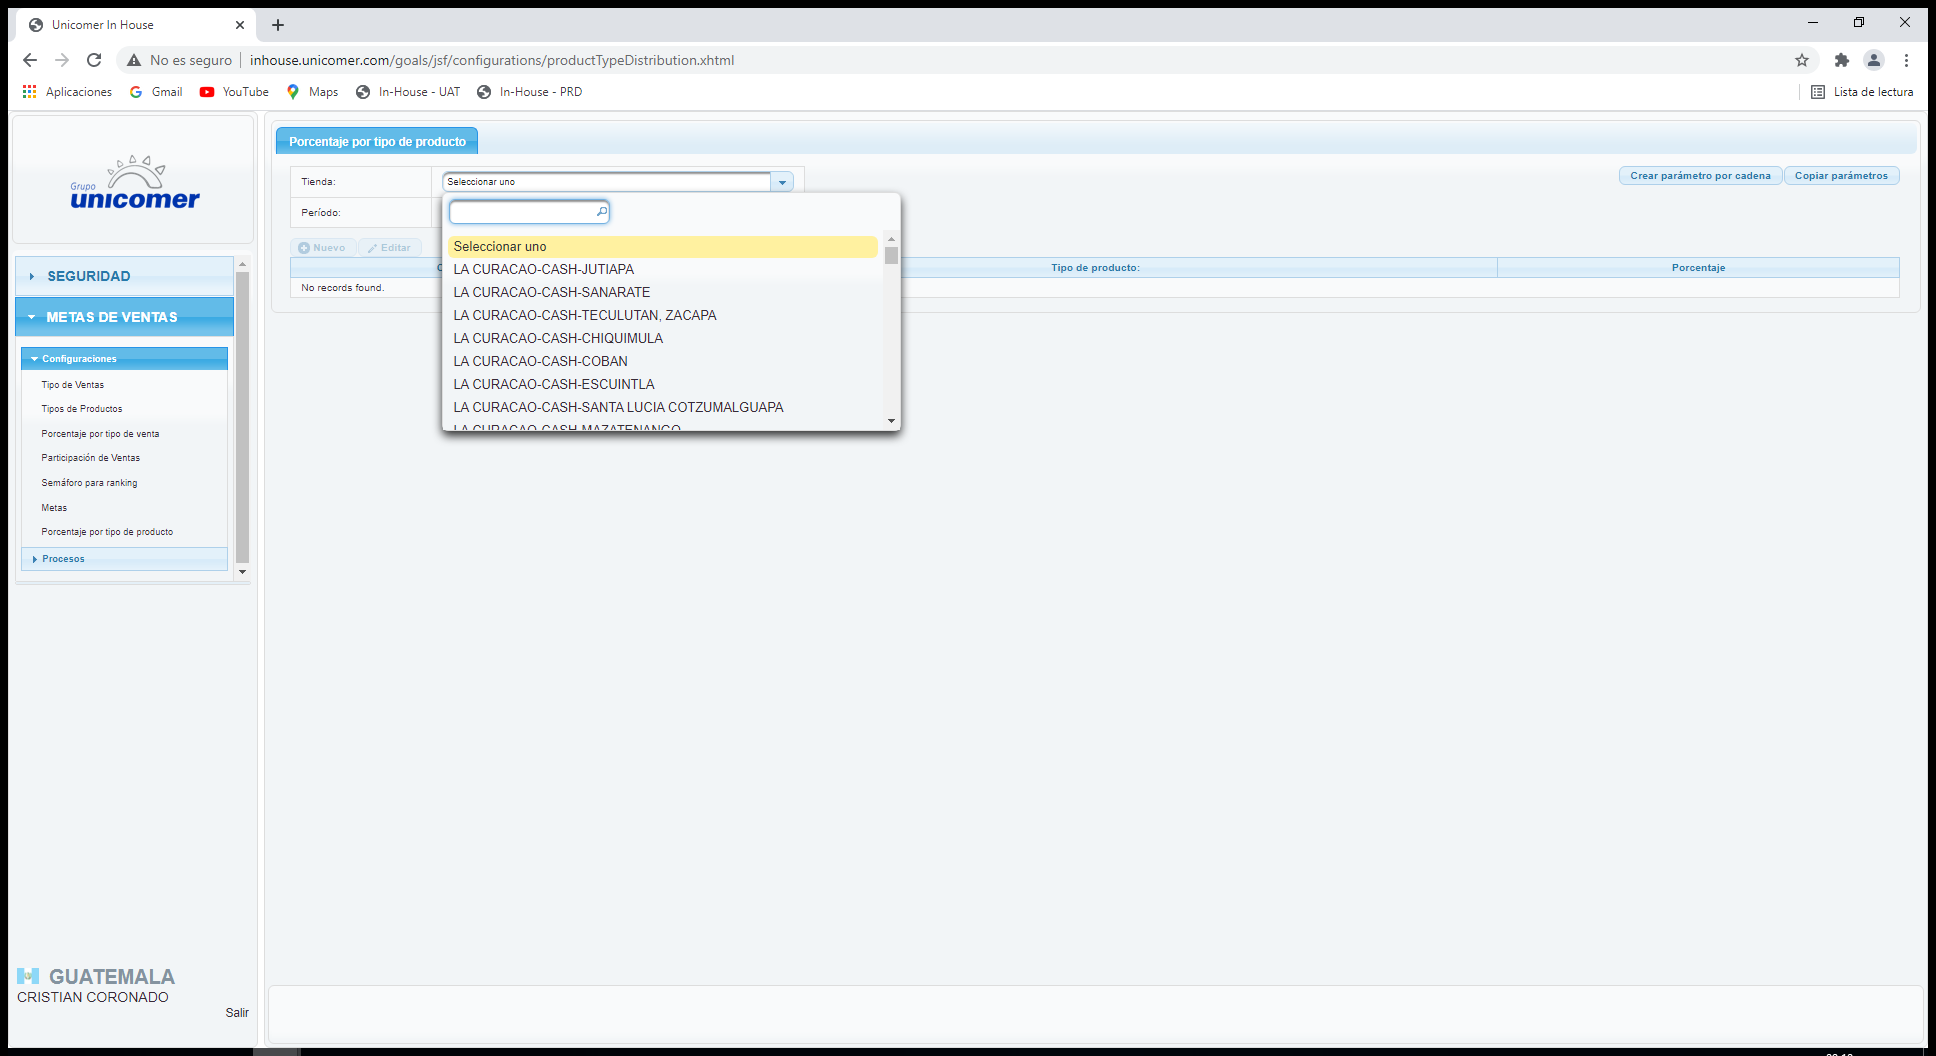 Unicomer In House
No es seguro
inhouse.unicomer.com/goals/jsf/configurations/productTypeDistribution.xhtml
Aplicaciones
Gmail
YouTube
Maps
In-House - UAT
In-House - PRD
Lista de lectura
Grupo
unicomer
SEGURIDAD
METAS DE VENTAS
Configuraciones
Tipo de Ventas
Tipos de Productos
Porcentaje por tipo de venta
Participación de Ventas
Semáforo para ranking
Metas
Porcentaje por tipo de producto
Procesos
GUATEMALA
CRISTIAN CORONADO
Salir
Porcentaje por tipo de producto
Tienda:
Seleccionar uno
Crear parámetro por cadena
Copiar parámetros
Período:
Nuevo
Editar
Tipo de producto:
Porcentaje
No records found.
Seleccionar uno
LA CURACAO-CASH-JUTIAPA
LA CURACAO-CASH-SANARATE
LA CURACAO-CASH-TECULUTAN, ZACAPA
LA CURACAO-CASH-CHIQUIMULA
LA CURACAO-CASH-COBAN
LA CURACAO-CASH-ESCUINTLA
LA CURACAO-CASH-SANTA LUCIA COTZUMALGUAPA
LA CURACAO-CASH-MAZATENANGO